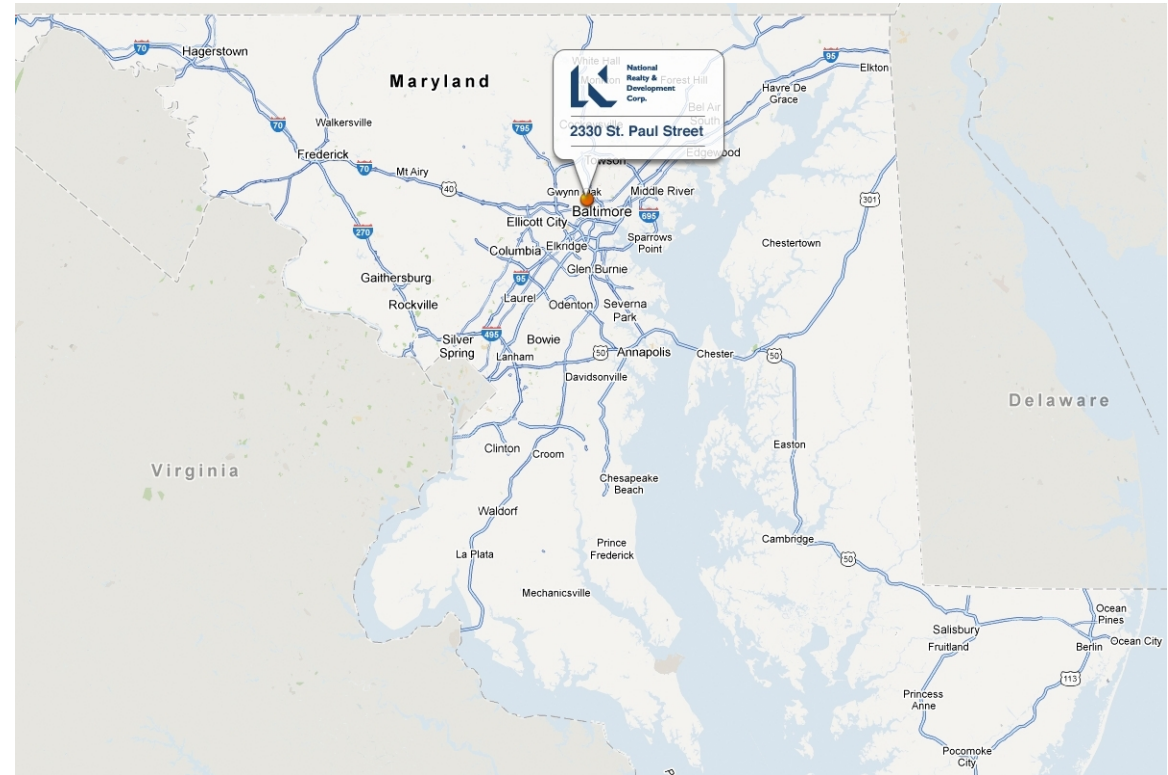 70
Hagerstown
Maryland
95
Elkton
White Hall
National
Realty &
Development
Corp.
Forest Hill
Havre De
Grace
Bel Air
South
2330 St. Paul Street
Edgewood
Towson
70
Walkersville
795
Frederick
70
Mt Airy
40
Gwynn Oak
Middle River
301
Baltimore
695
Ellicott City
270
Columbia
Elkridge
Sparrows
Point
Chestertown
Glen Burnie
Gaithersburg
95
Rockville
Laurel
Odenton
Severna
Park
Silver
Spring
495
Bowie
Lanham
50
Annapolis
Chester
50
Davidsonville
Delaware
Virginia
Clinton
Croom
Easton
Chesapeake
Beach
Waldorf
La Plata
Prince
Frederick
Cambridge
50
Mechanicsville
Ocean
Pines
Salisbury
Fruitland
Berlin
Ocean City
113
Princess
Anne
Pocomoke
City